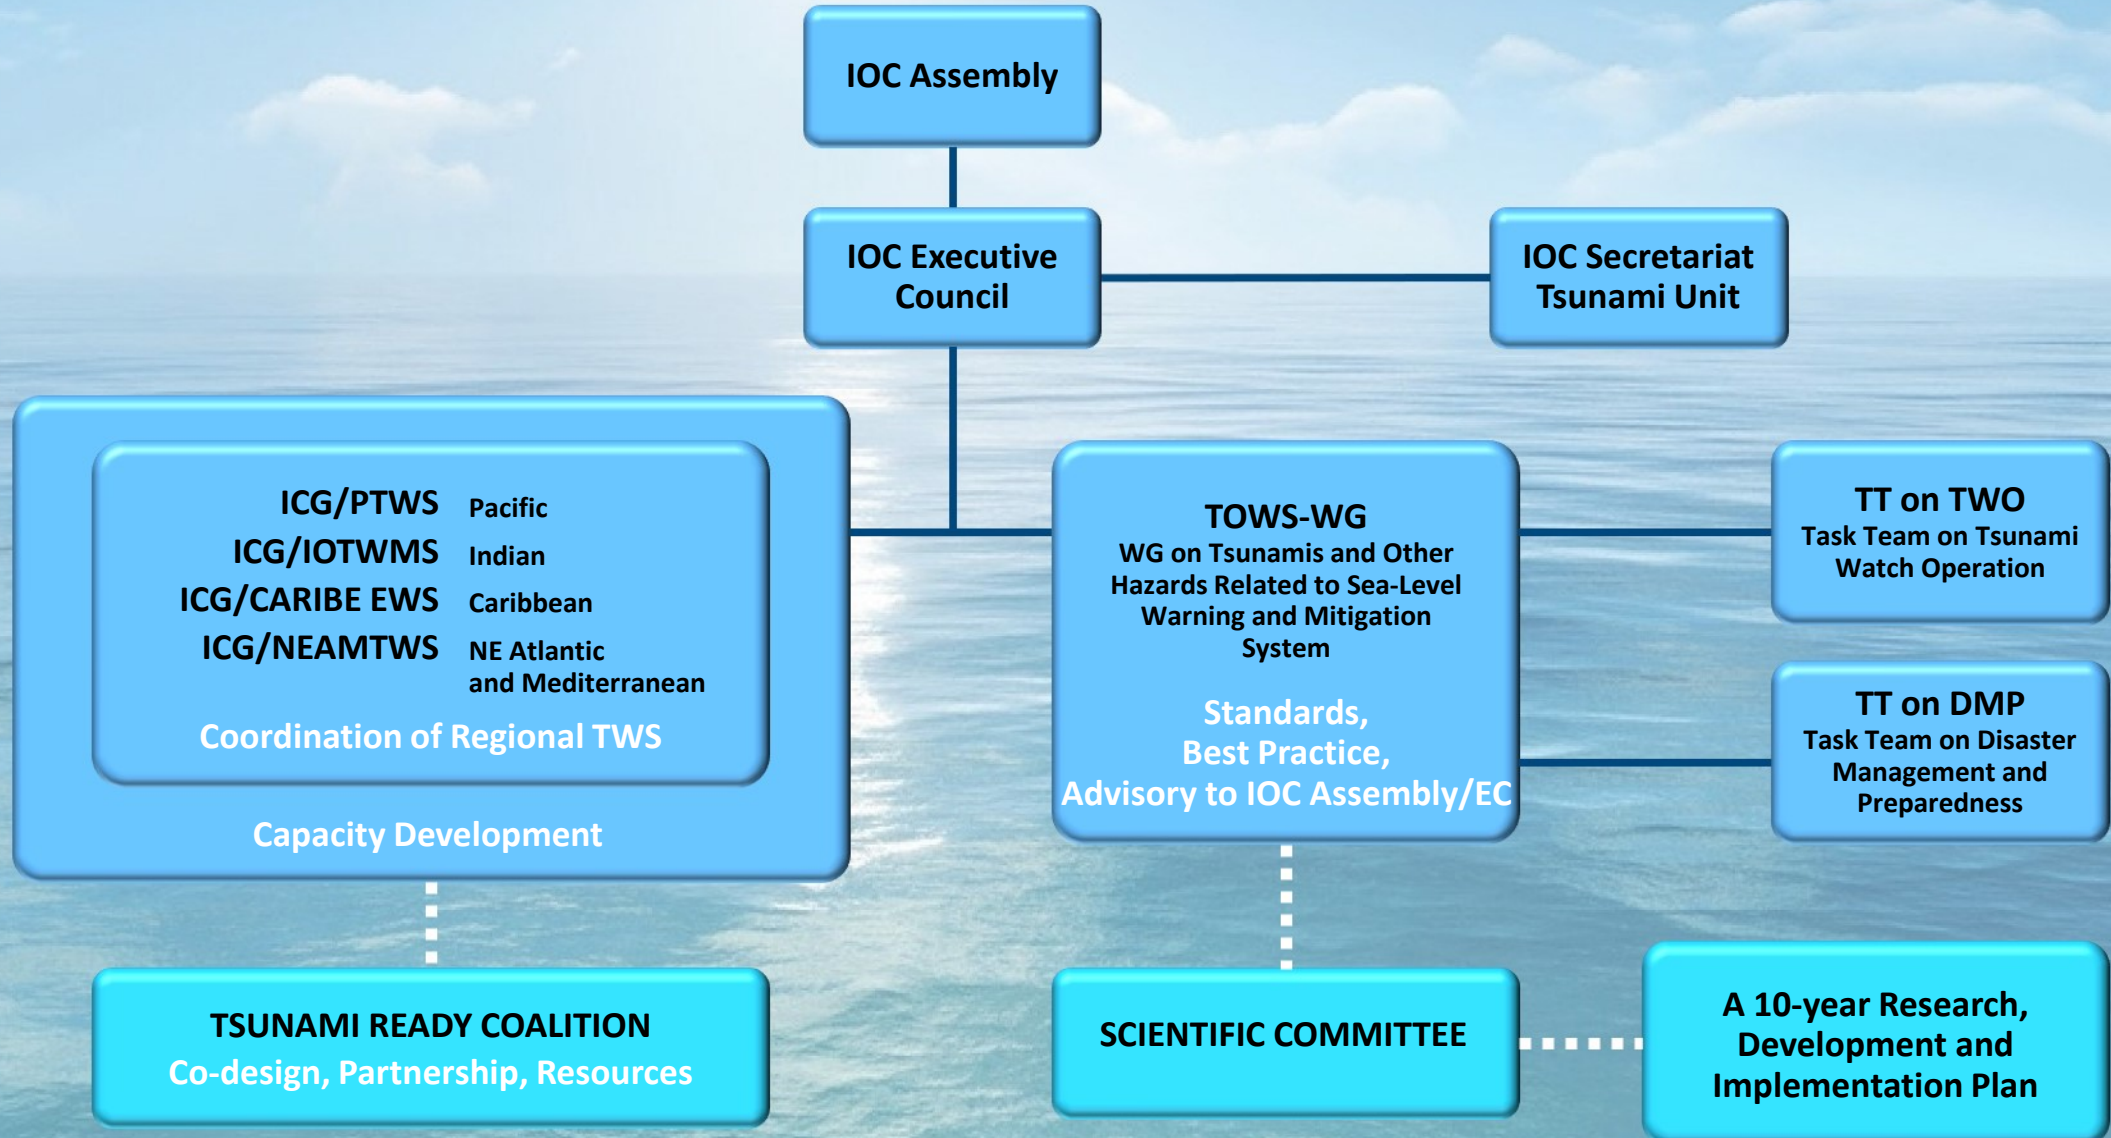 IOC Assembly
IOC Executive
Council
IOC Secretariat
Tsunami Unit
ICG/PTWS Pacific
ICG/IOTWMS Indian
ICG/CARIBE EWS Caribbean
ICG/NEAMTWS NE Atlantic
and Mediterranean
Coordination of Regional TWS
Capacity Development
TOWS-WG
WG on Tsunamis and Other
Hazards Related to Sea-Level
Warning and Mitigation
System
Standards,
Best Practice,
Advisory to IOC Assembly/EC
TT on TWO
Task Team on Tsunami
Watch Operation
TT on DMP
Task Team on Disaster
Management and
Preparedness
TSUNAMI READY COALITION
Co-design, Partnership, Resources
SCIENTIFIC COMMITTEE
A 10-year Research,
Development and
Implementation Plan